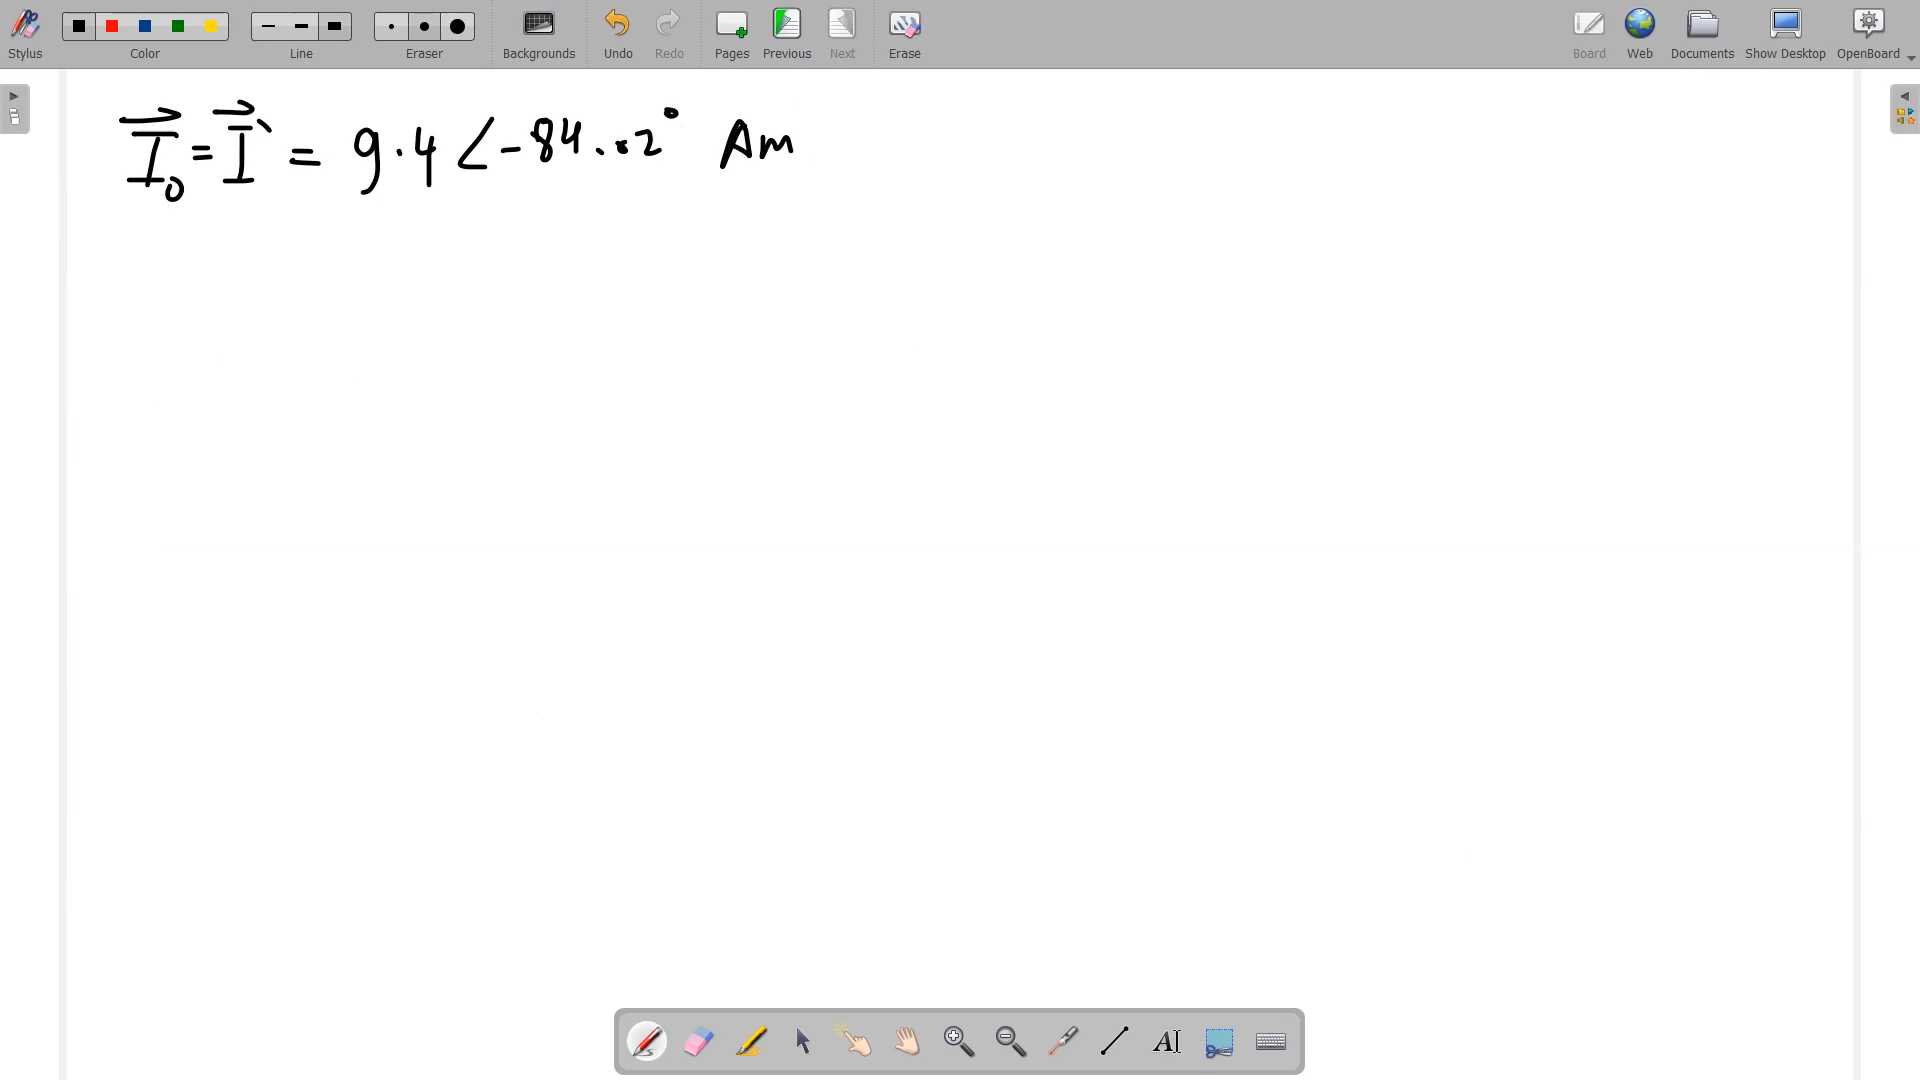 Stylus Color Line Eraser Backgrounds Undo Redo Pages Previous Next Erase Board Web Documents Show Desktop OpenBoard
I₀ = I` = 9.4 ∠-84.02° Am